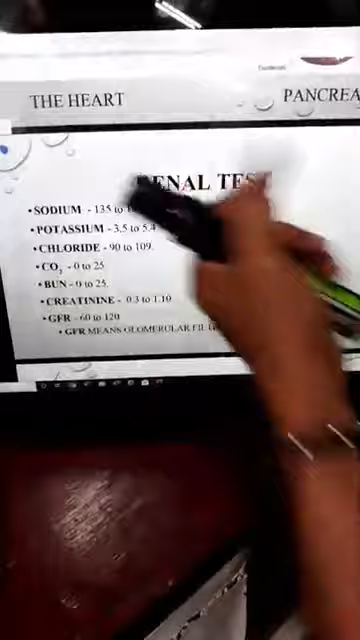 THE HEART
PANCREA
RENAL TES
•SODIUM - 135 to
•POTASSIUM - 3.5 to 5.4
•CHLORIDE - 90 to 109.
•CO2 - 0 to 25
•BUN - 0 to 25.
•CREATININE - 0.3 to 1.10
•GFR - 60 to 120
•GFR MEANS GLOMERULAR FIL